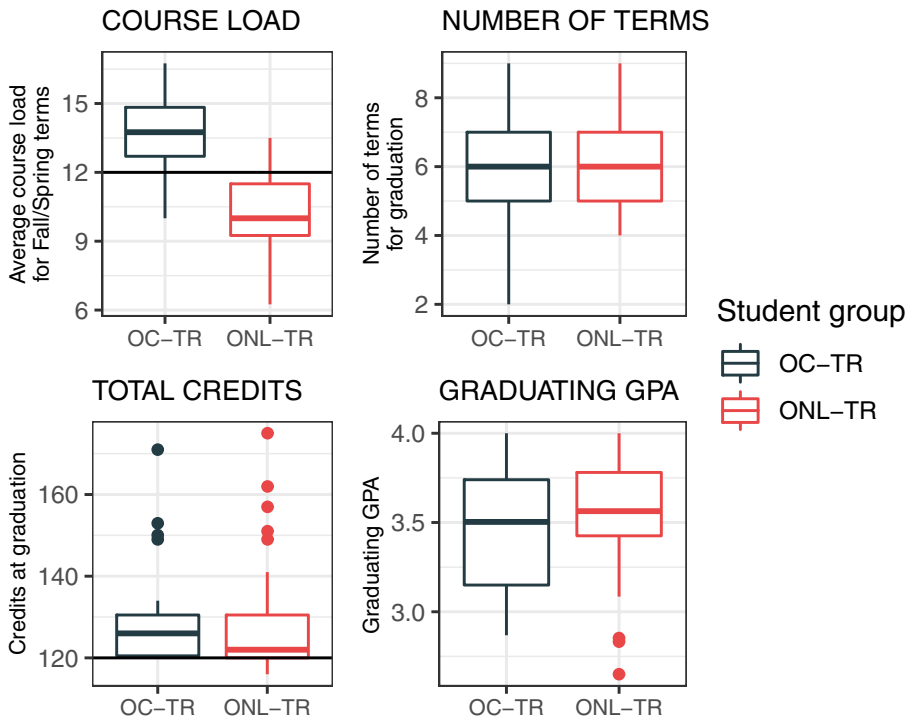 COURSE LOAD
Average course load
for Fall/Spring terms
15
12
9
6
OC−TR
ONL−TR
NUMBER OF TERMS
Number of terms
for graduation
8
6
4
2
OC−TR
ONL−TR
TOTAL CREDITS
Credits at graduation
160
140
120
OC−TR
ONL−TR
GRADUATING GPA
Graduating GPA
4.0
3.5
3.0
OC−TR
ONL−TR
Student group
OC−TR
ONL−TR